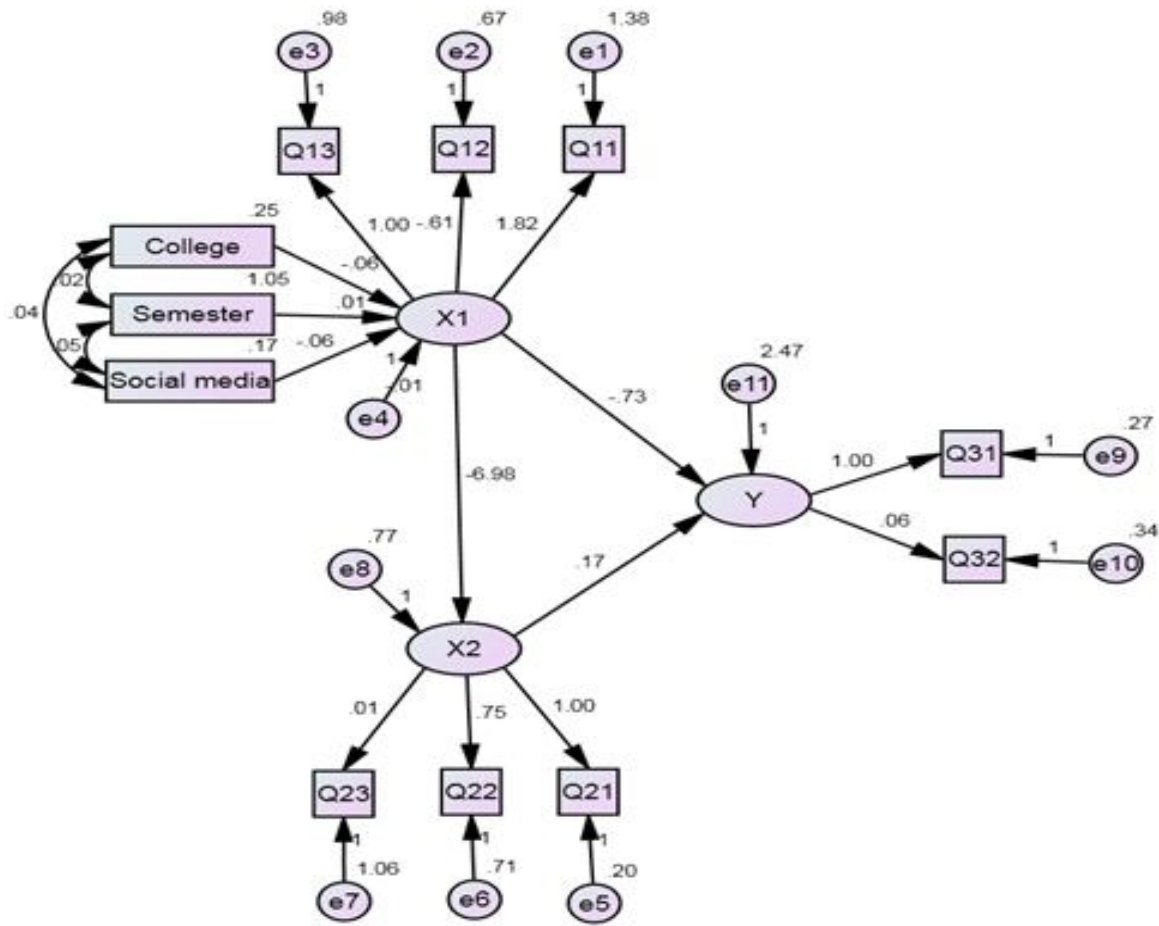 .98
.67
1.38
e3
e2
e1
1
1
1
Q13
Q12
Q11
.25
1.00
-.61
1.82
College
-.06
.02
1.05
.04
Semester
.01
X1
.05
.17
-.06
Social media
1
.01
e4
2.47
-.73
e11
1
.27
Q31
1
e9
1.00
-6.98
Y
.06
.34
.77
Q32
1
e10
e8
.17
1
X2
.01
.75
1.00
Q23
Q22
Q21
1
1
1
1.06
.71
.20
e7
e6
e5